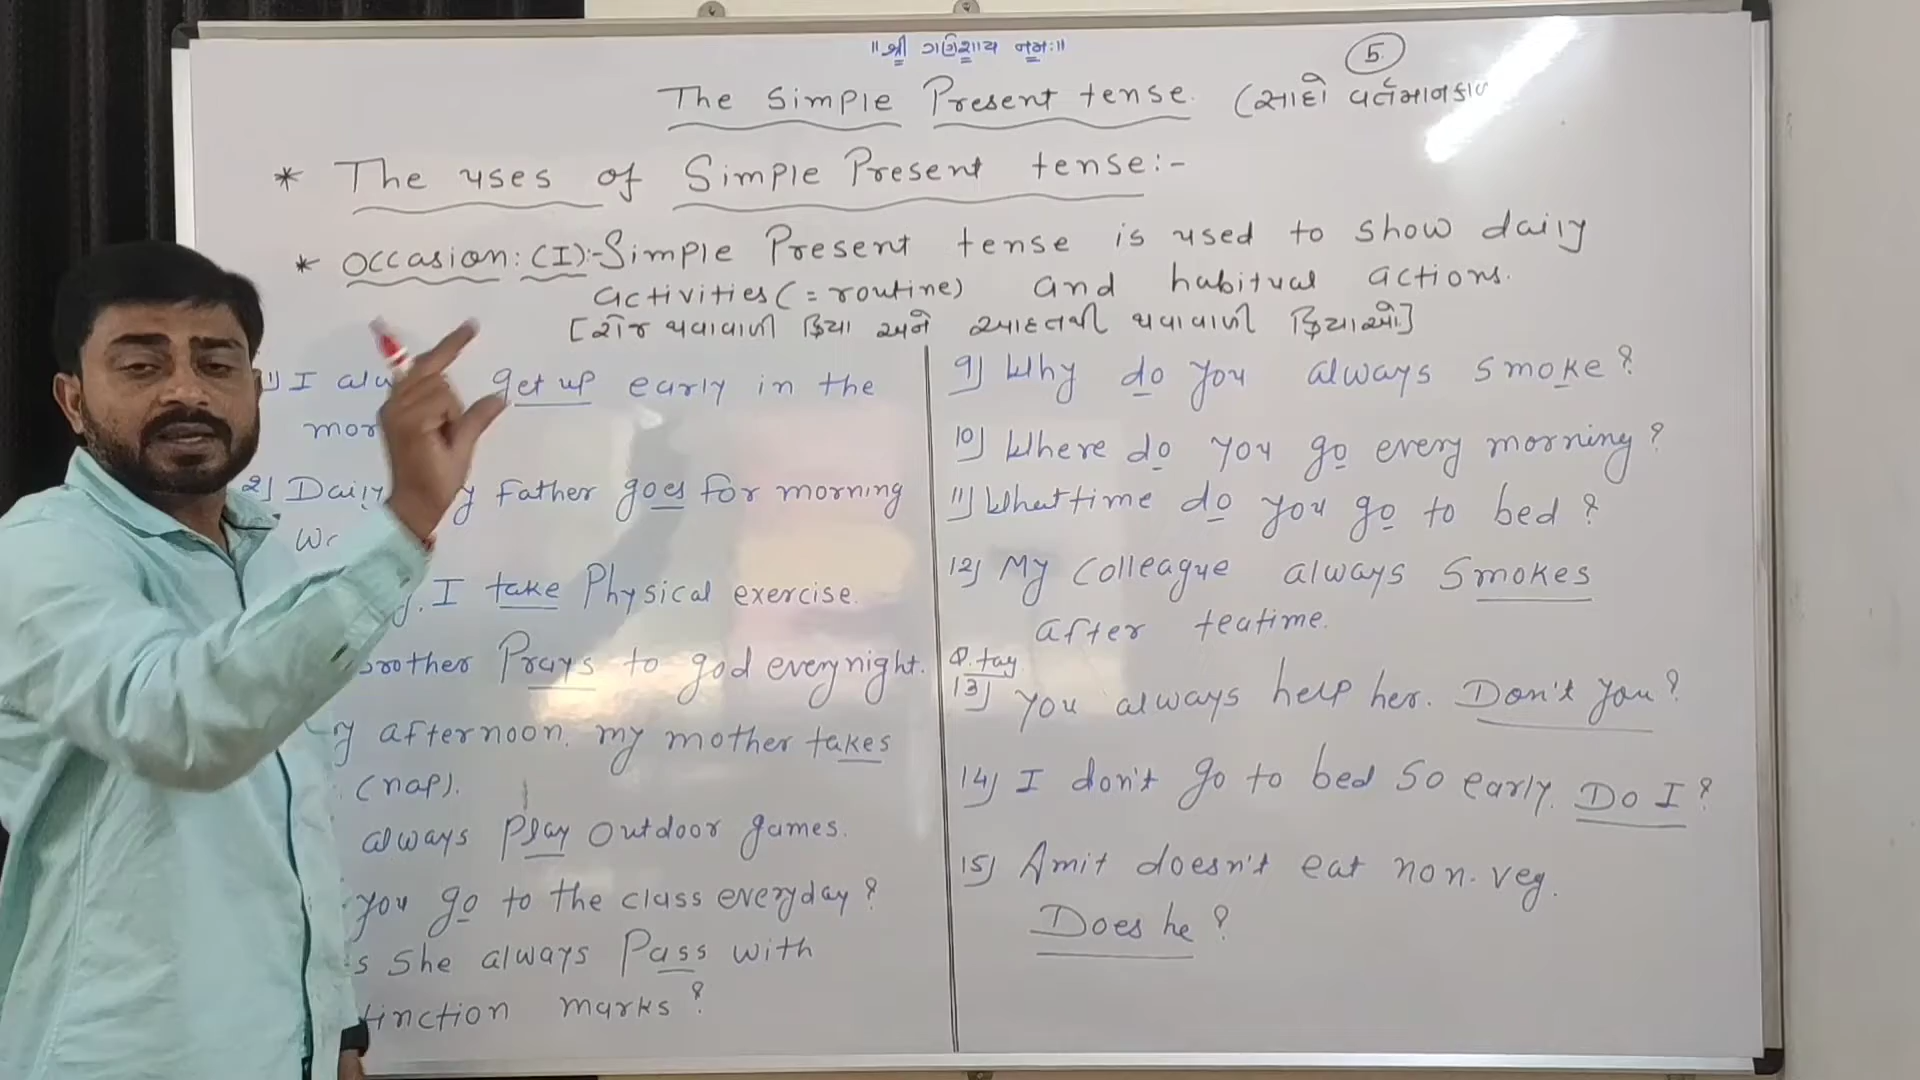 ॥શ્રી ગણેશાય નમઃ॥
5
The Simple Present tense. (સાદો વર્તમાનકાળ
* The uses of Simple Present tense:-
* Occasion: (I):- Simple Present tense is used to show daily
activities (= routine) and habitual actions.
[રોજ થવાવાળી ક્રિયા અને આદતથી થવાવાળી ક્રિયાઓ]
1) I get up early in the
2) Daily Father goes for morning
I take Physical exercise.
brother Prays to god every night.
afternoon, my mother takes
(nap).
always Play outdoor games.
you go to the class everyday?
She always Pass with
tinction marks?
9) Why do you always smoke?
10) Where do you go every morning?
11) What time do you go to bed?
12) My colleague always smokes
after teatime.
Q. tag.
13) You always help her. Don't you?
14) I don't go to bed so early. Do I?
15) Amit doesn't eat non-veg.
Does he?